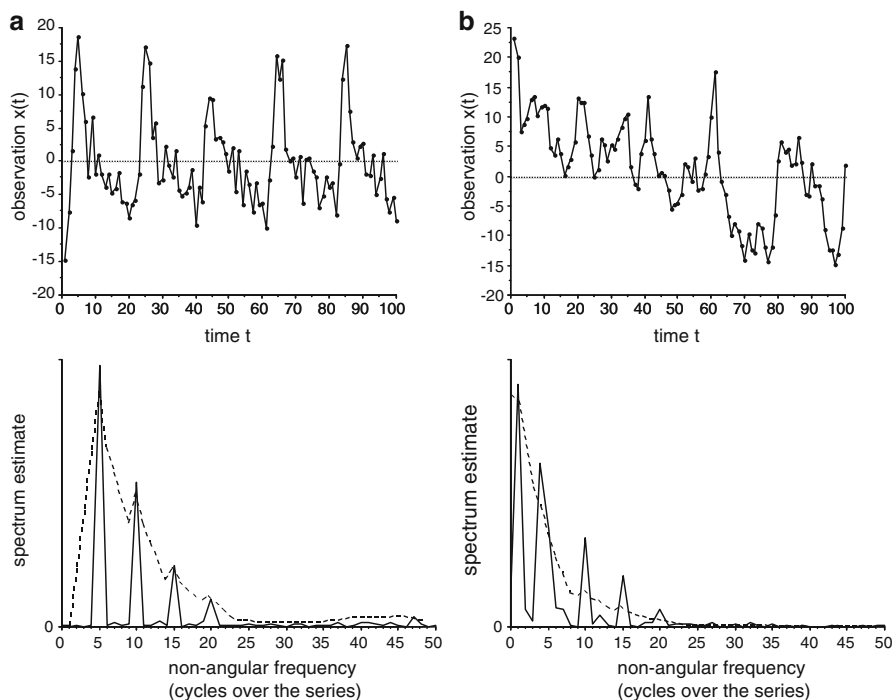 a
b
20
15
10
5
0
-5
-10
-15
-20
observation x(t)
0 10 20 30 40 50 60 70 80 90 100
time t
25
20
15
10
5
0
-5
-10
-15
-20
observation x(t)
0 10 20 30 40 50 60 70 80 90 100
time t
spectrum estimate
0
0 5 10 15 20 25 30 35 40 45 50
non-angular frequency
(cycles over the series)
spectrum estimate
0
0 5 10 15 20 25 30 35 40 45 50
non-angular frequency
(cycles over the series)